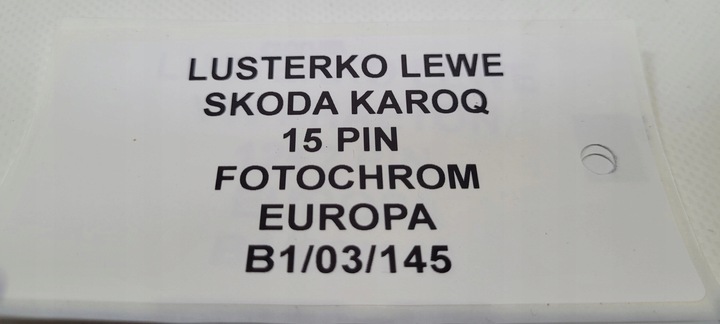 LUSTERKO LEWE
SKODA KAROQ
15 PIN
FOTOCHROM
EUROPA
B1/03/145